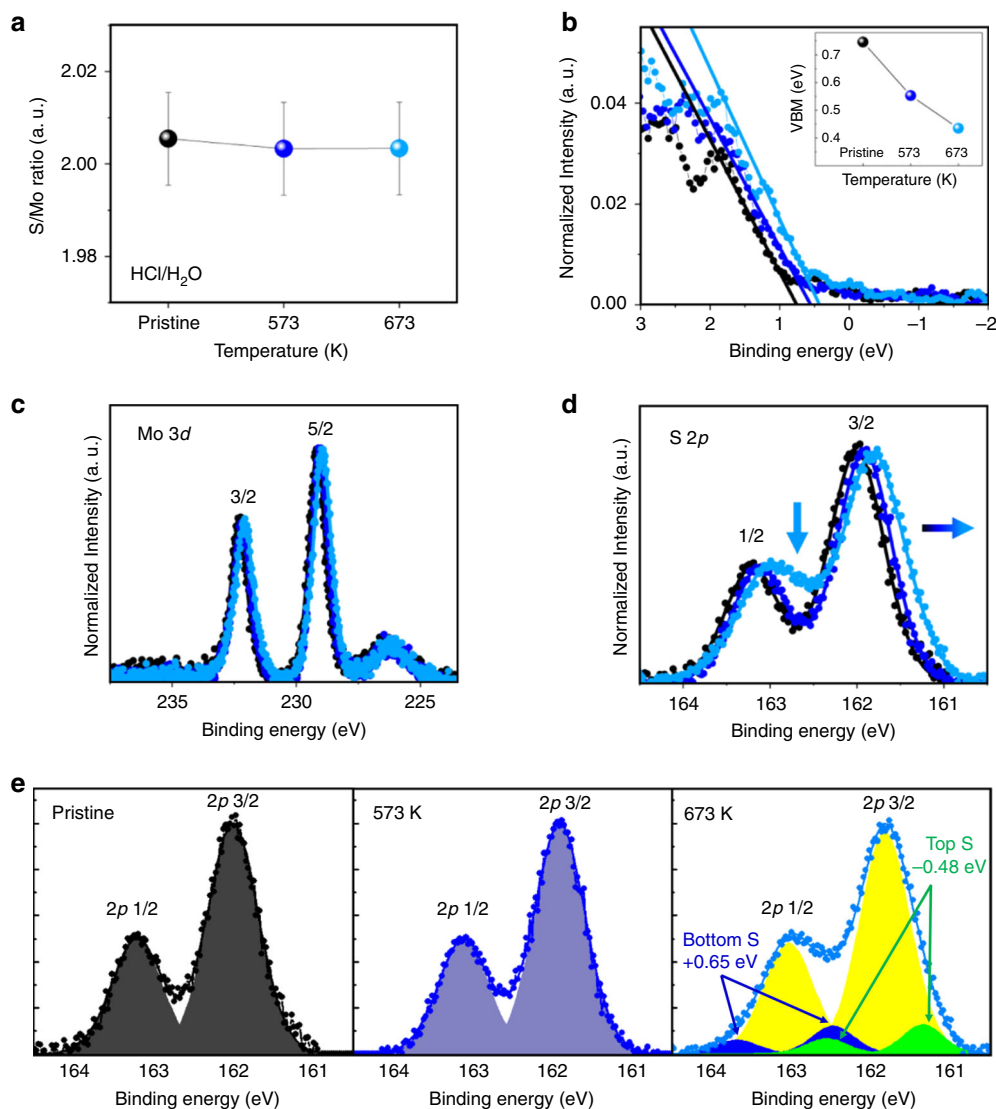 a
S/Mo ratio (a. u.)
2.02
2.00
1.98
HCl/H2O
Pristine 573 673
Temperature (K)
b
Normalized Intensity (a. u.)
0.04
0.02
0.00
3 2 1 0 −1 −2
Binding energy (eV)
VBM (eV)
0.7
0.6
0.5
0.4
Pristine 573 673
Temperature (K)
c
Normalized Intensity (a. u.)
Mo 3d
5/2
3/2
235 230 225
Binding energy (eV)
d
Normalized Intensity (a.u.)
S 2p
3/2
1/2
164 163 162 161
Binding energy (eV)
e
Pristine
2p 3/2
2p 1/2
164 163 162 161
Binding energy (eV)
573 K
2p 3/2
2p 1/2
164 163 162 161
Binding energy (eV)
673 K
2p 3/2
Top S
−0.48 eV
2p 1/2
Bottom S
+0.65 eV
164 163 162 161
Binding energy (eV)